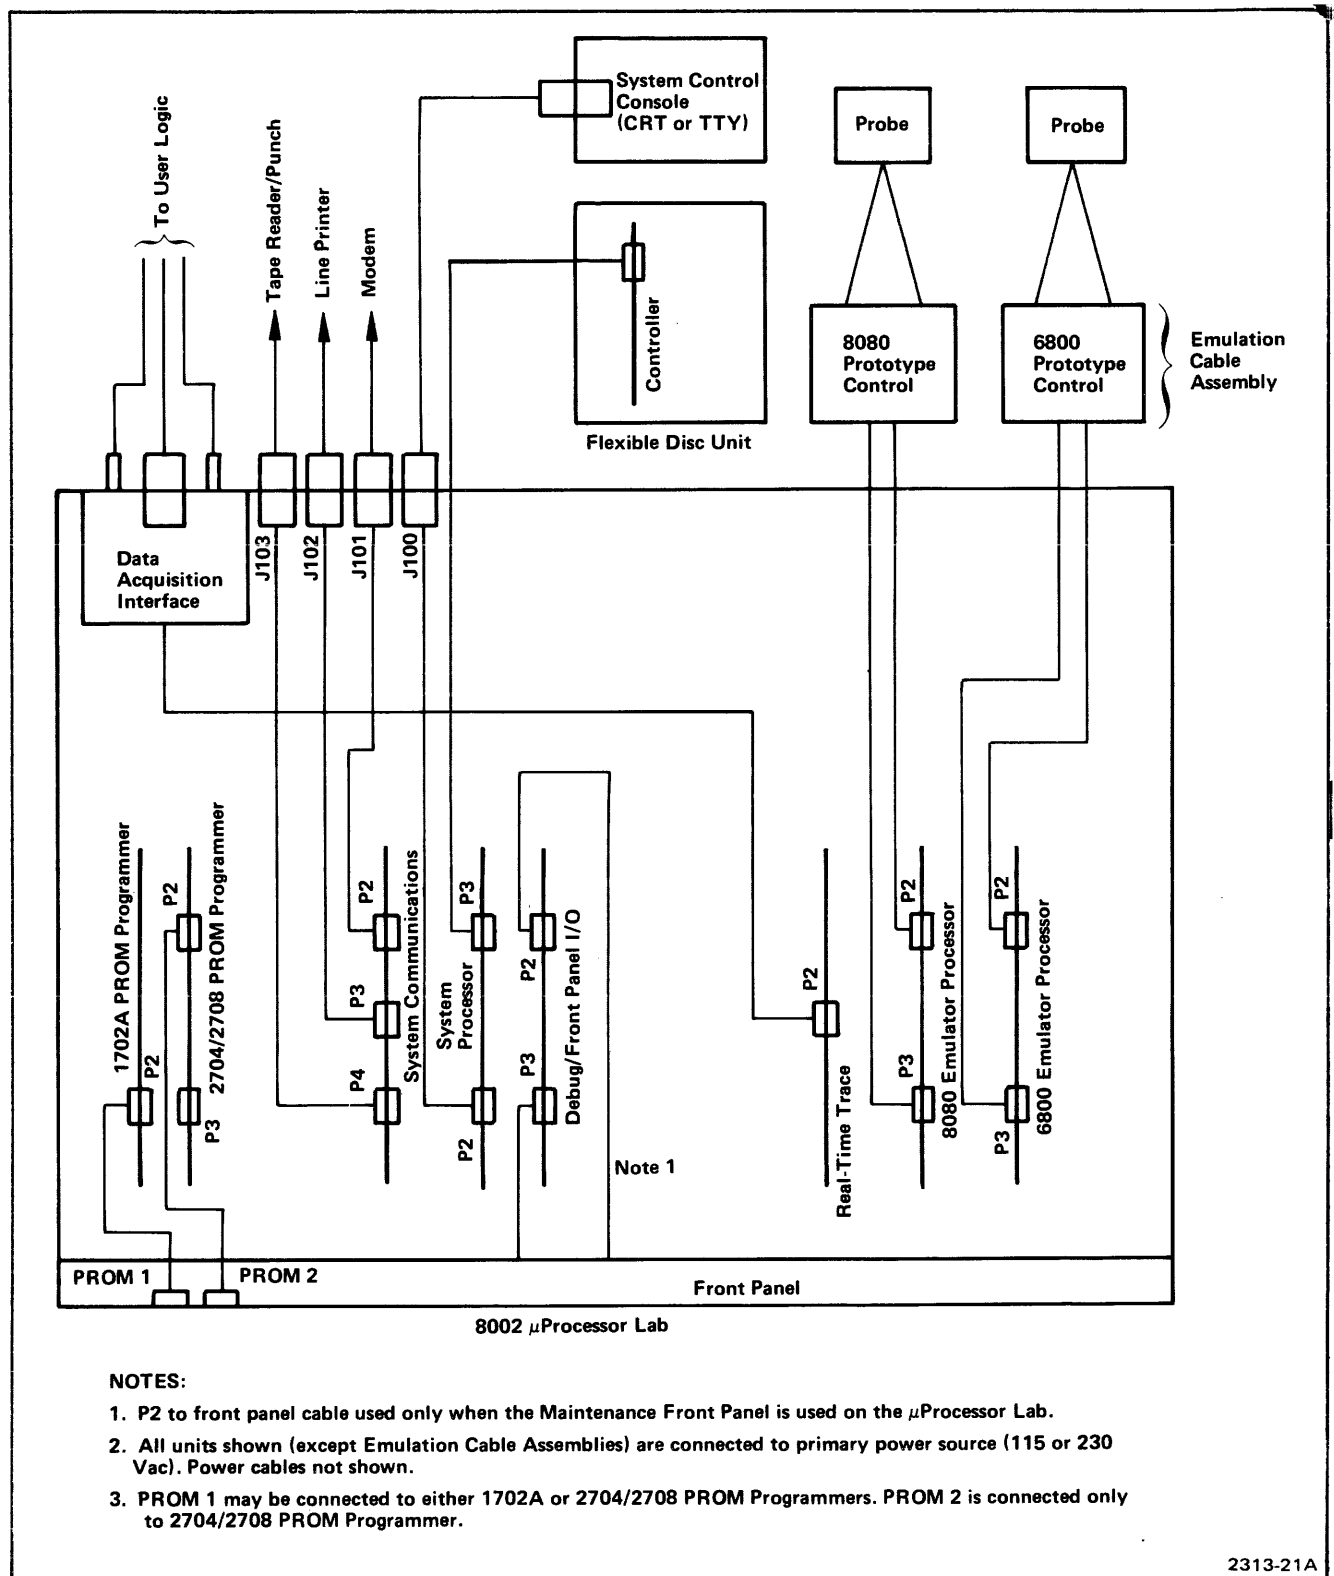 System Control
Console
(CRT or TTY)
Probe
Probe
To User Logic
Tape Reader/Punch
Line Printer
Modem
Controller
Flexible Disc Unit
8080
Prototype
Control
6800
Prototype
Control
Emulation
Cable
Assembly
Data
Acquisition
Interface
J103
J102
J101
J100
1702A PROM Programmer
P2
P2
2704/2708 PROM Programmer
P3
P2
P3
P4
System Communications
P3
System
Processor
P2
P2
P3
Debug/Front Panel I/O
Note 1
P2
Real-Time Trace
P2
P3
8080 Emulator Processor
P2
P3
6800 Emulator Processor
PROM 1
PROM 2
Front Panel
8002 μProcessor Lab
NOTES:
1. P2 to front panel cable used only when the Maintenance Front Panel is used on the μProcessor Lab.
2. All units shown (except Emulation Cable Assemblies) are connected to primary power source (115 or 230
Vac). Power cables not shown.
3. PROM 1 may be connected to either 1702A or 2704/2708 PROM Programmers. PROM 2 is connected only
to 2704/2708 PROM Programmer.
2313-21A